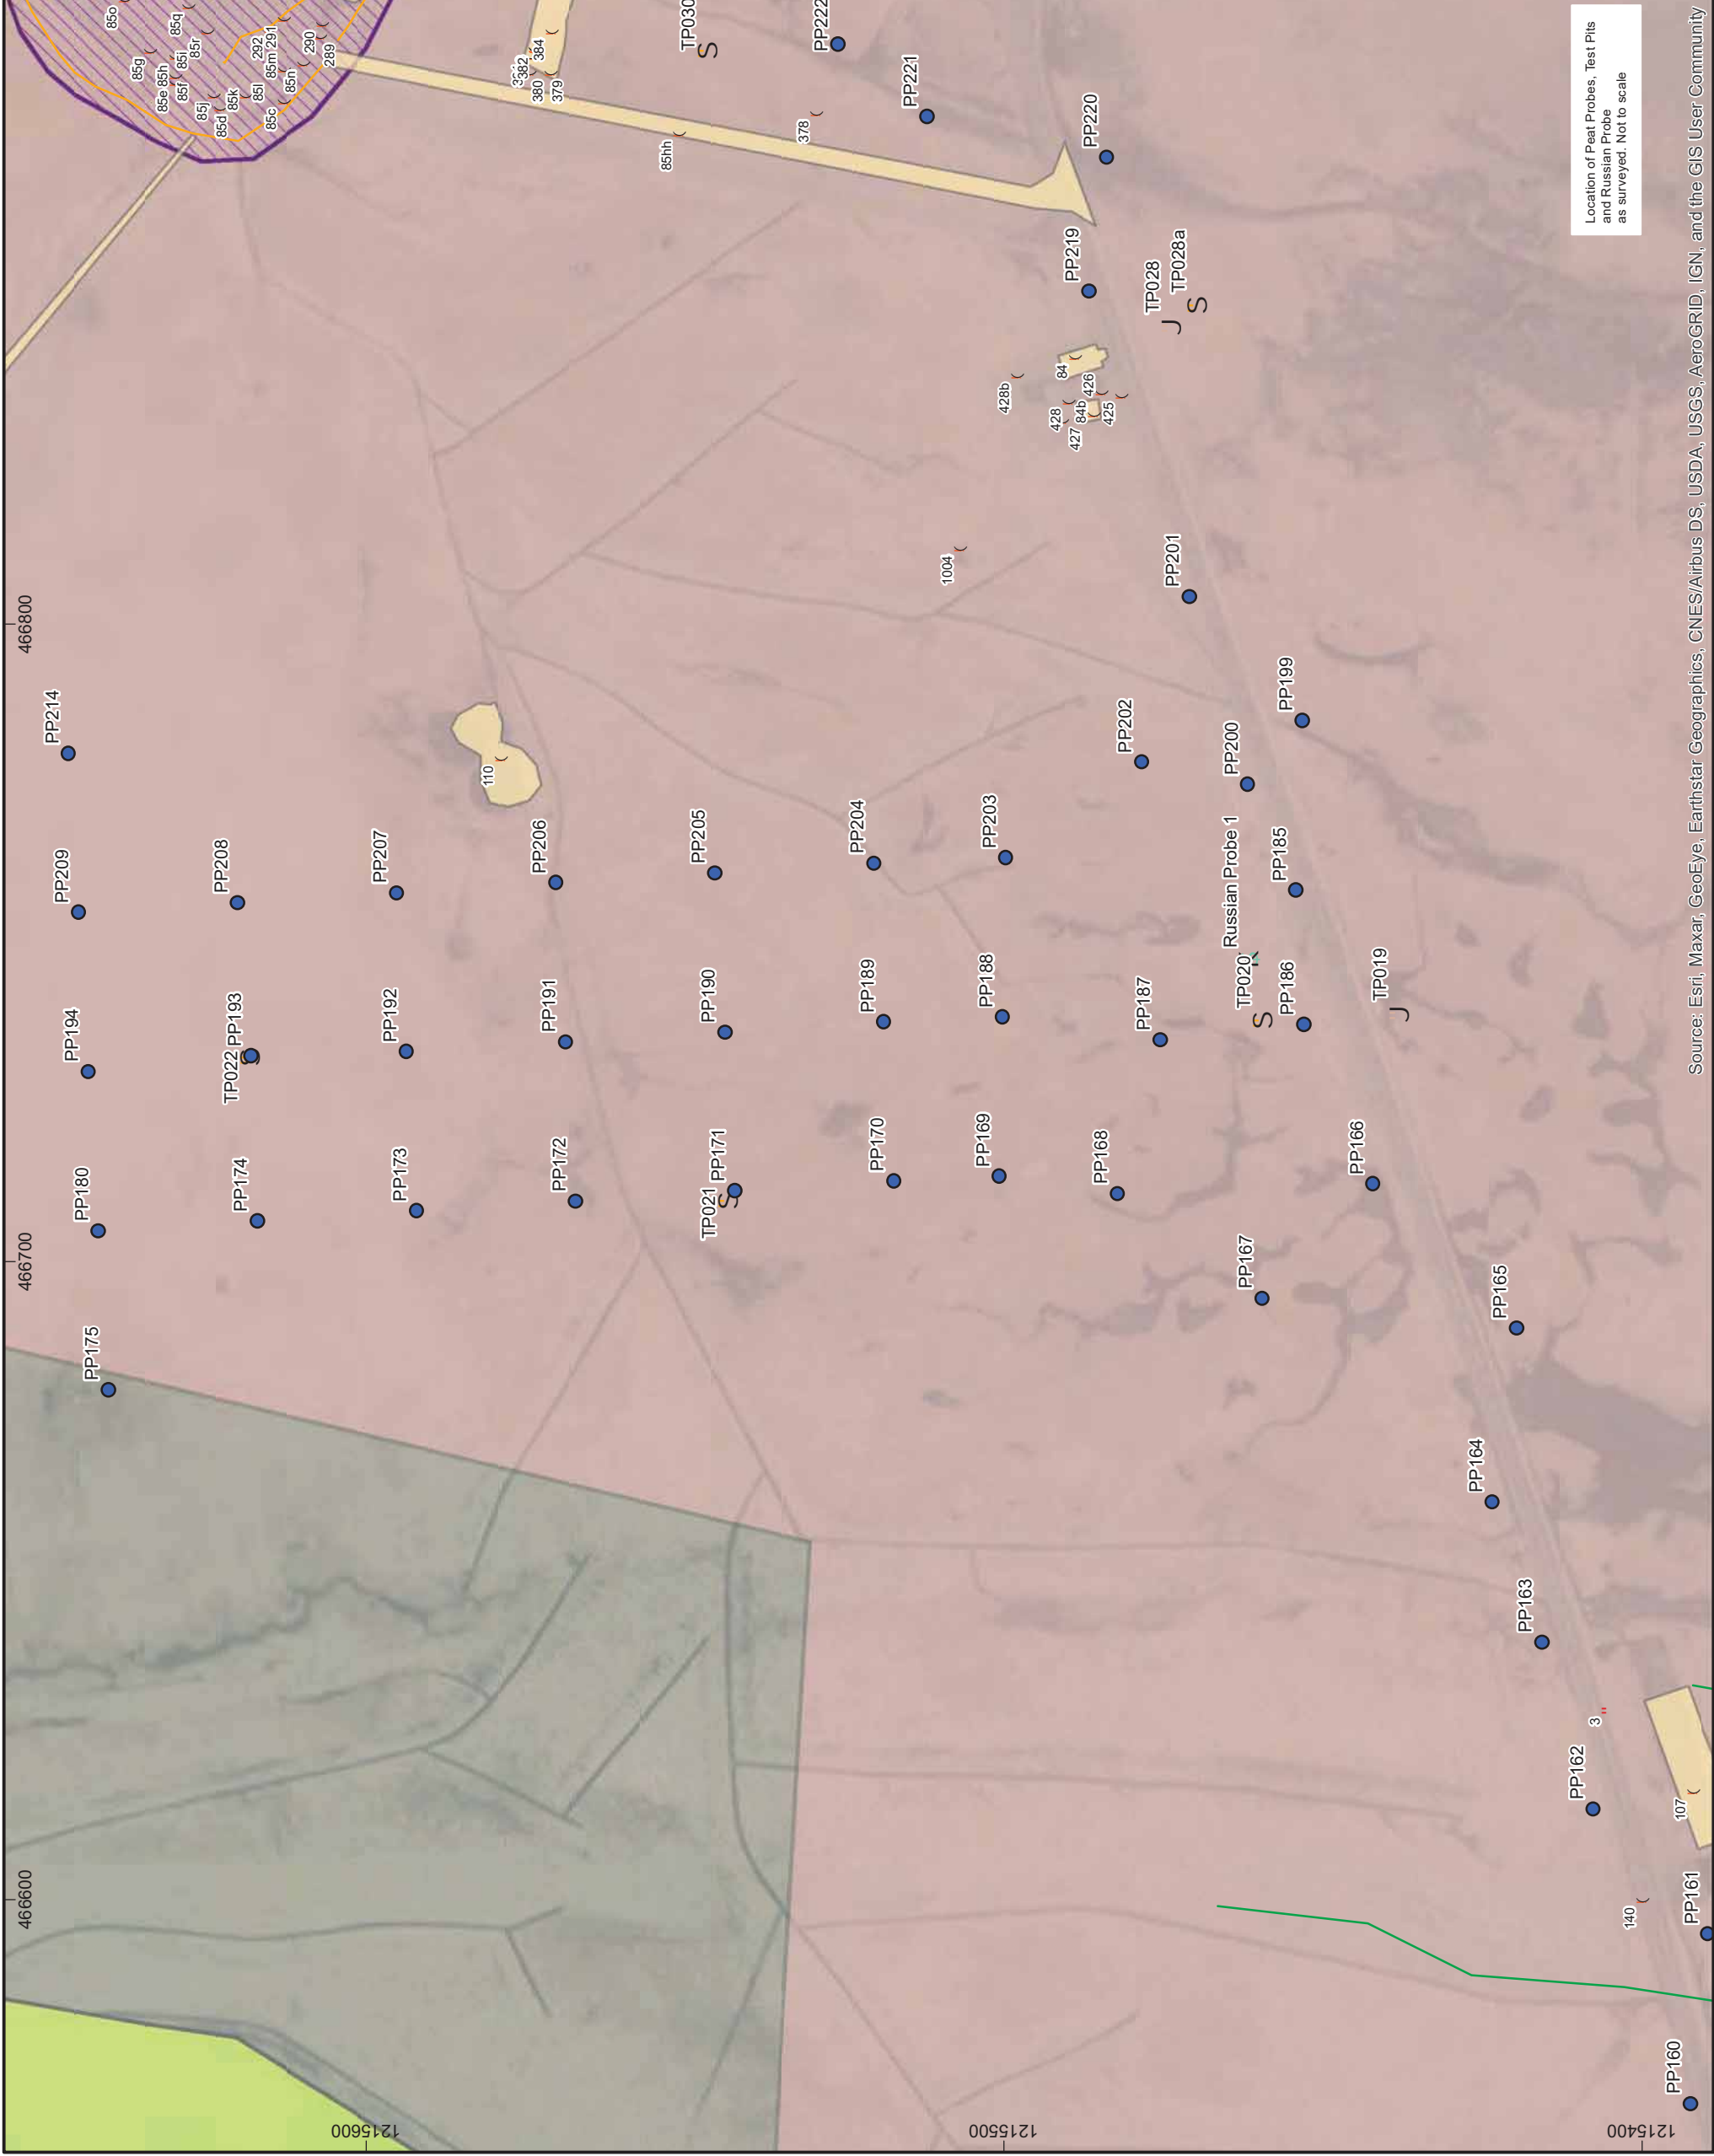 466800
466700
466600
1215600
1215500
1215400
85o
85q
85g
85h
85i
85r
85e
85f
85j
85d
85k
85l
85c
85m
85n
292
291
290
289
382
384
380
379
TP030
PP222
PP221
378
85hh
PP220
PP219
TP028
TP028a
428b
84
428
84b
426
427
425
1004
PP201
PP214
110
PP199
PP202
PP200
PP209
PP208
PP207
PP206
PP205
PP204
PP203
Russian Probe 1
PP185
PP194
PP193
TP022
PP192
PP191
PP190
PP189
PP188
PP187
TP020
PP186
TP019
PP180
PP174
PP173
PP172
PP171
TP021
PP170
PP169
PP168
PP167
PP166
PP165
PP175
PP164
PP163
3
PP162
107
140
PP161
PP160
Location of Peat Probes, Test Pits
and Russian Probe
as surveyed. Not to scale
Source: Esri, Maxar, GeoEye, Earthstar Geographics, CNES/Airbus DS, USDA, USGS, AeroGRID, IGN, and the GIS User Community